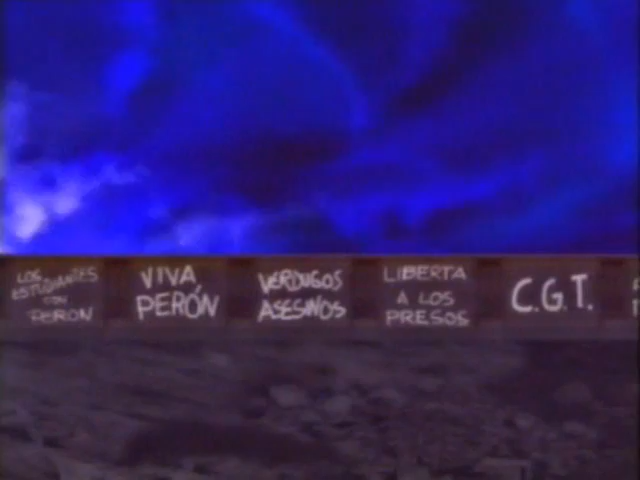 LOS
ESTUDIANTES
CON
PERON
VIVA
PERÓN
VERDUGOS
ASESINOS
LIBERTA
A LOS
PRESOS
C.G.T.